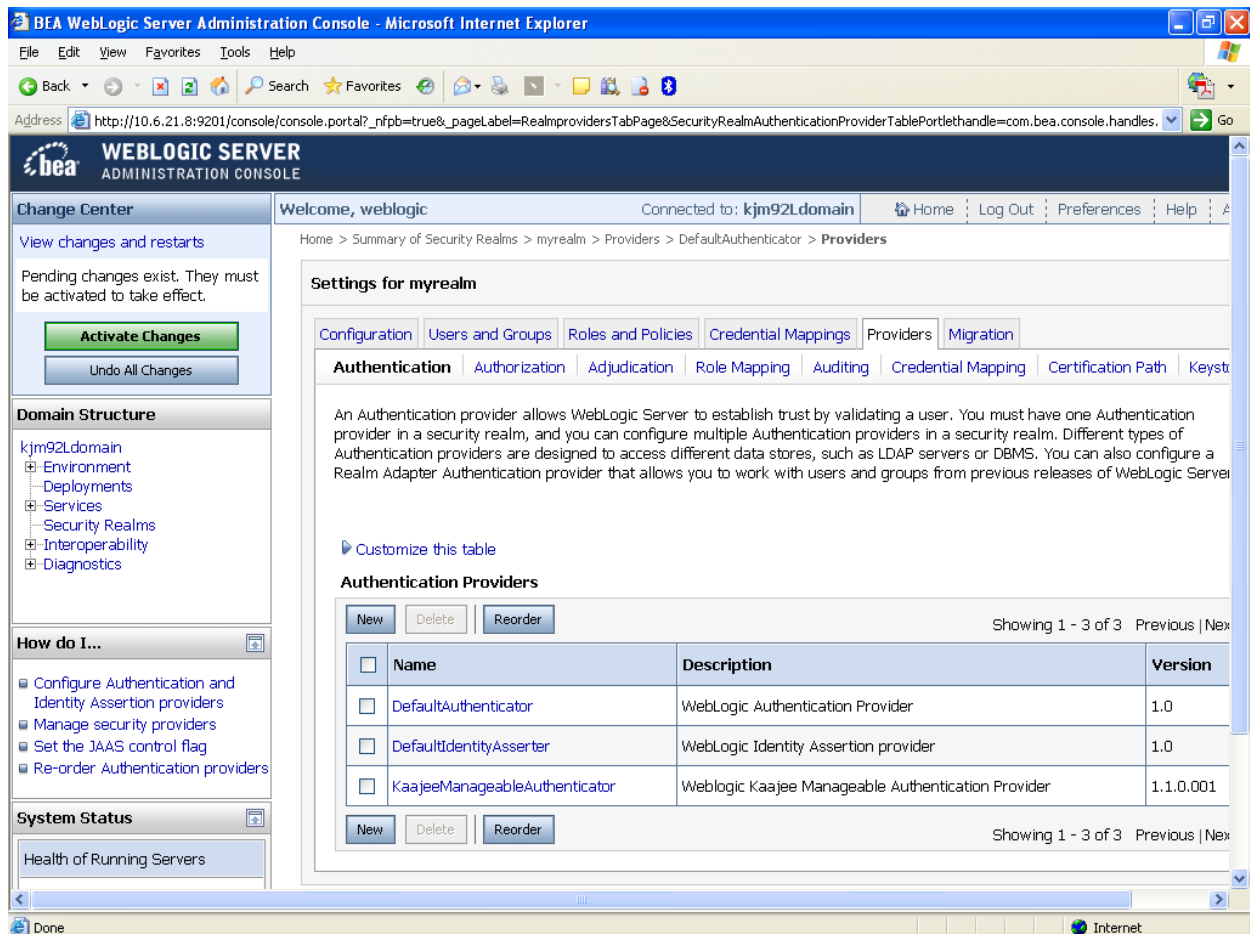 BEA WebLogic Server Administration Console - Microsoft Internet Explorer
File Edit View Favorites Tools Help
Back Search Favorites
Address http://10.6.21.8:9201/console/console.portal?_nfpb=true&_pageLabel=RealmprovidersTabPage&SecurityRealmAuthenticationProviderTablePortlethandle=com.bea.console.handles. Go
bea WEBLOGIC SERVER
ADMINISTRATION CONSOLE
Change Center
View changes and restarts
Pending changes exist. They must
be activated to take effect.
Activate Changes
Undo All Changes
Domain Structure
kjm92Ldomain
Environment
Deployments
Services
Security Realms
Interoperability
Diagnostics
How do I...
Configure Authentication and
Identity Assertion providers
Manage security providers
Set the JAAS control flag
Re-order Authentication providers
System Status
Health of Running Servers
Welcome, weblogic Connected to: kjm92Ldomain Home Log Out Preferences Help A
Home > Summary of Security Realms > myrealm > Providers > DefaultAuthenticator > Providers
Settings for myrealm
Configuration Users and Groups Roles and Policies Credential Mappings Providers Migration
Authentication Authorization Adjudication Role Mapping Auditing Credential Mapping Certification Path Keysto
An Authentication provider allows WebLogic Server to establish trust by validating a user. You must have one Authentication
provider in a security realm, and you can configure multiple Authentication providers in a security realm. Different types of
Authentication providers are designed to access different data stores, such as LDAP servers or DBMS. You can also configure a
Realm Adapter Authentication provider that allows you to work with users and groups from previous releases of WebLogic Server
Customize this table
Authentication Providers
New Delete Reorder Showing 1 - 3 of 3 Previous | Nex
Name Description Version
DefaultAuthenticator WebLogic Authentication Provider 1.0
DefaultIdentityAsserter WebLogic Identity Assertion provider 1.0
KaajeeManageableAuthenticator Weblogic Kaajee Manageable Authentication Provider 1.1.0.001
New Delete Reorder Showing 1 - 3 of 3 Previous | Nex
Done Internet